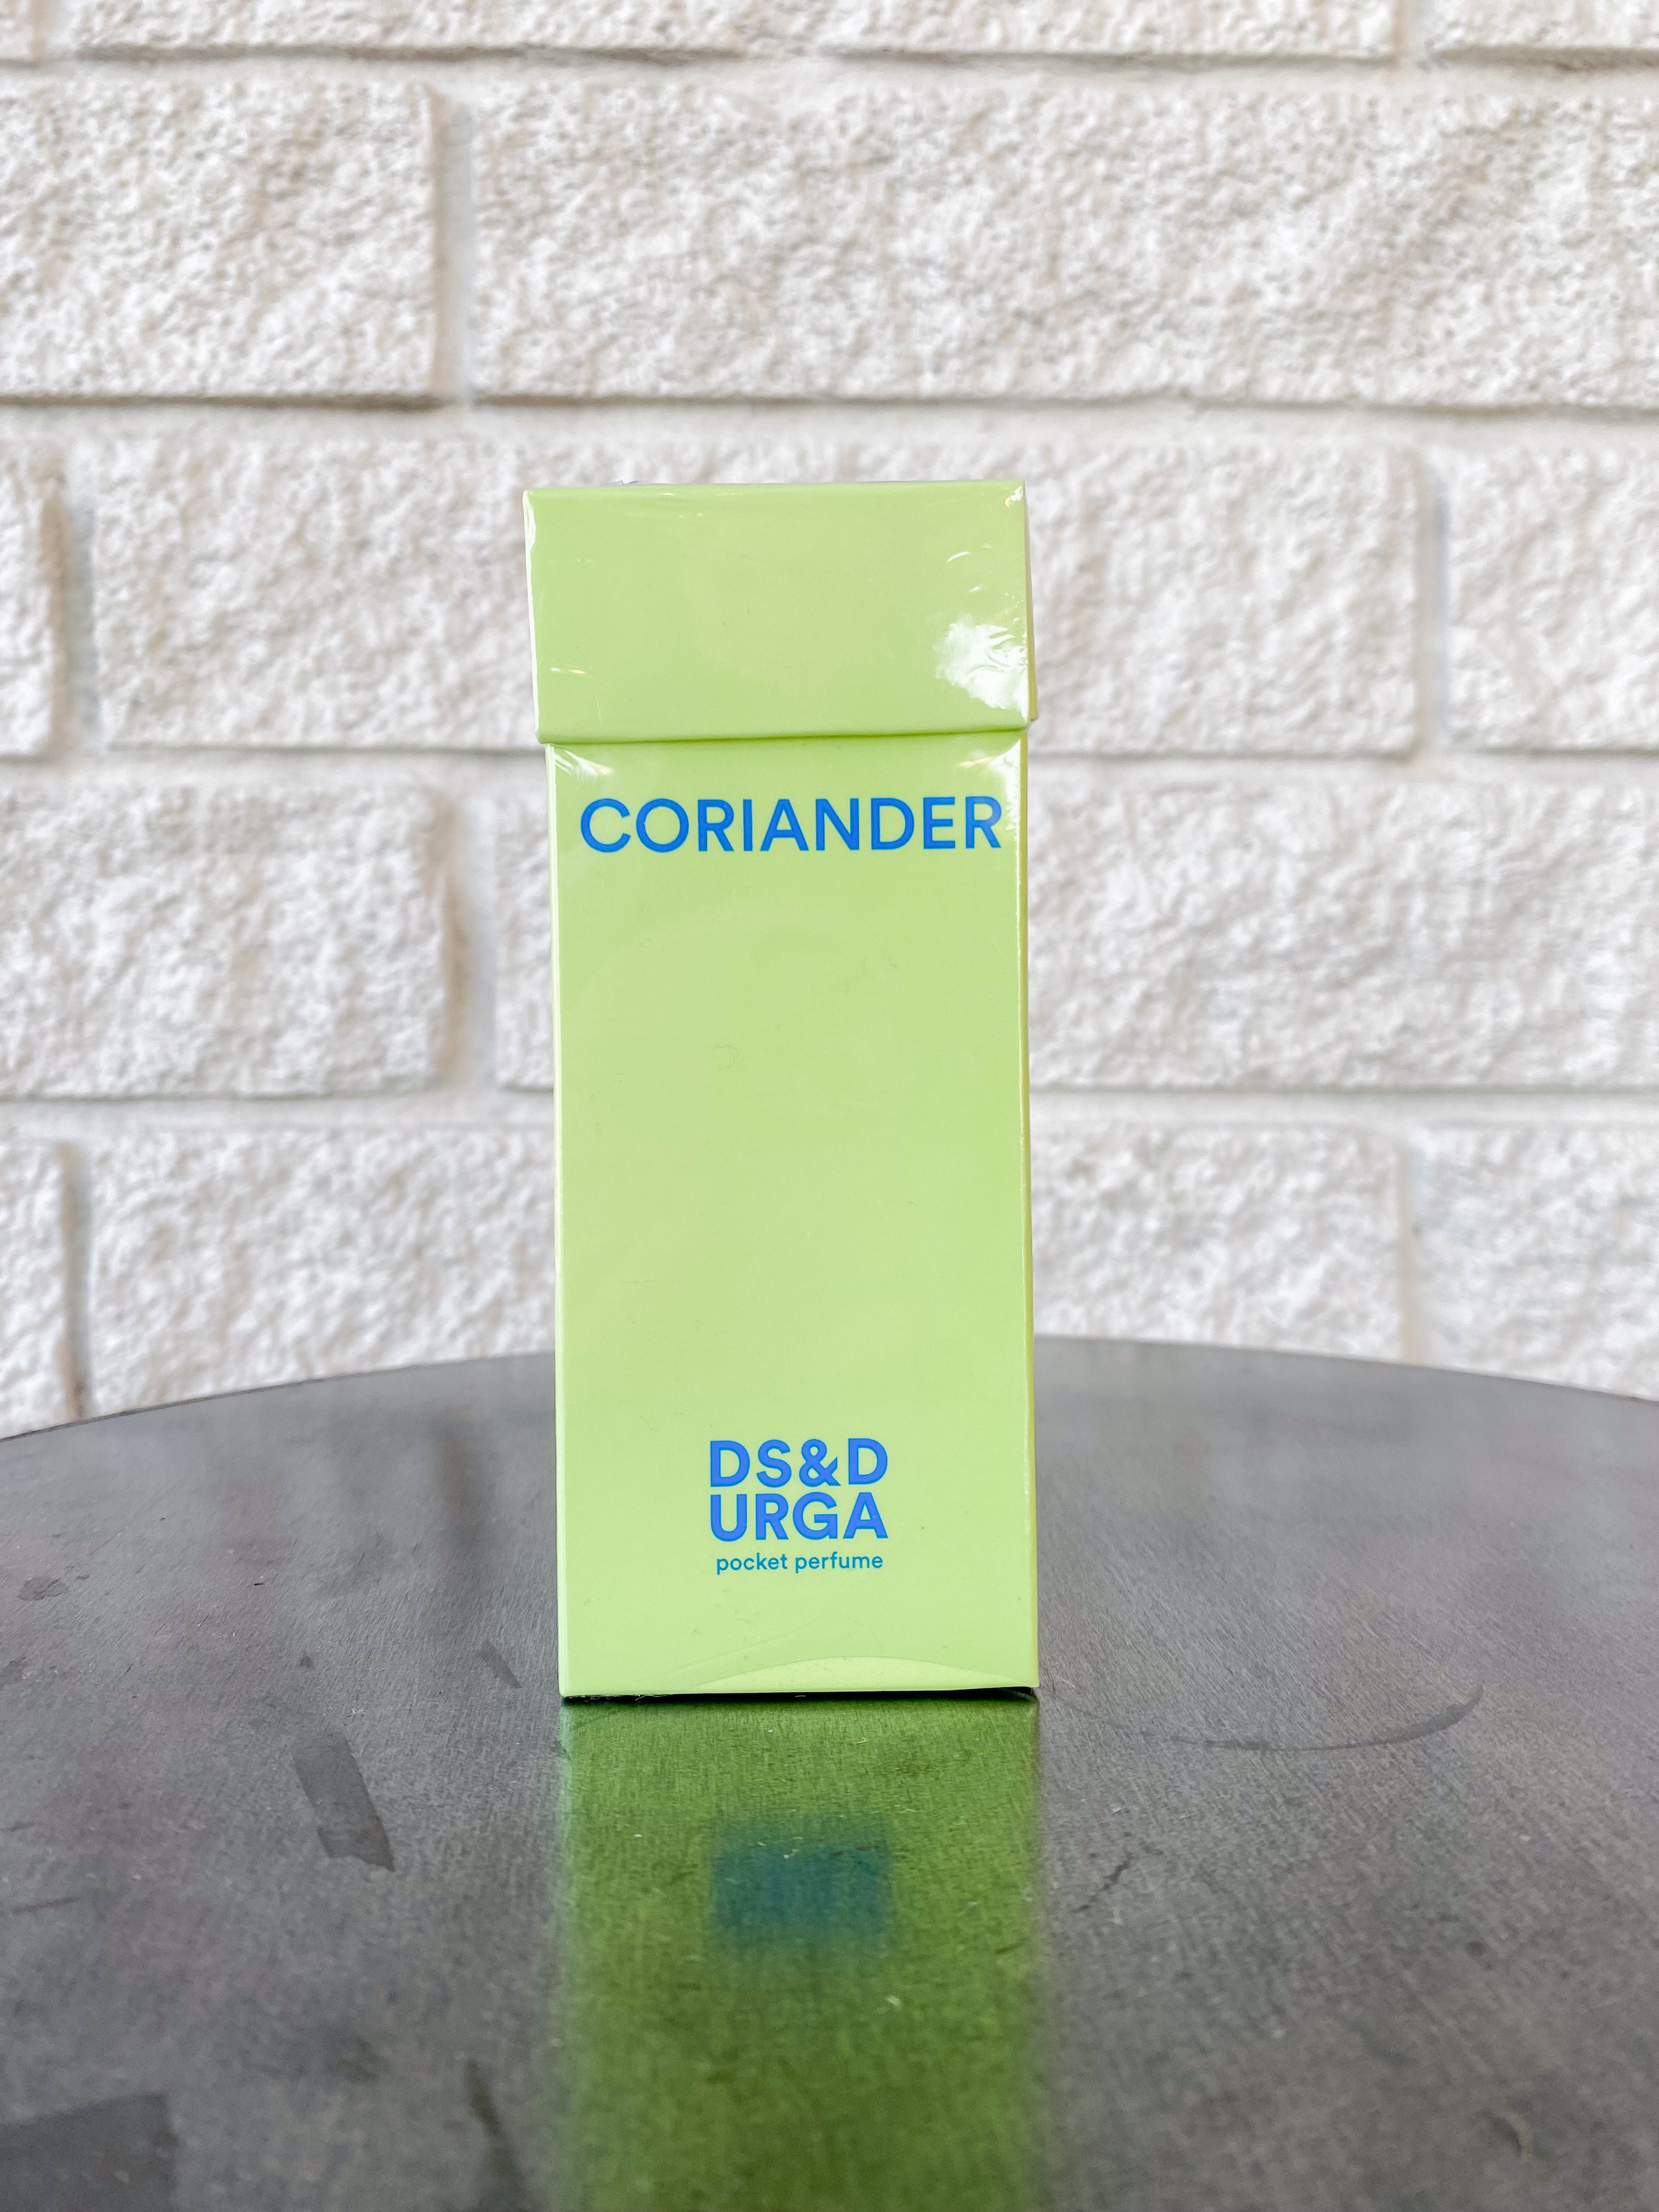 CORIANDER
DS&D
URGA
pocket perfume